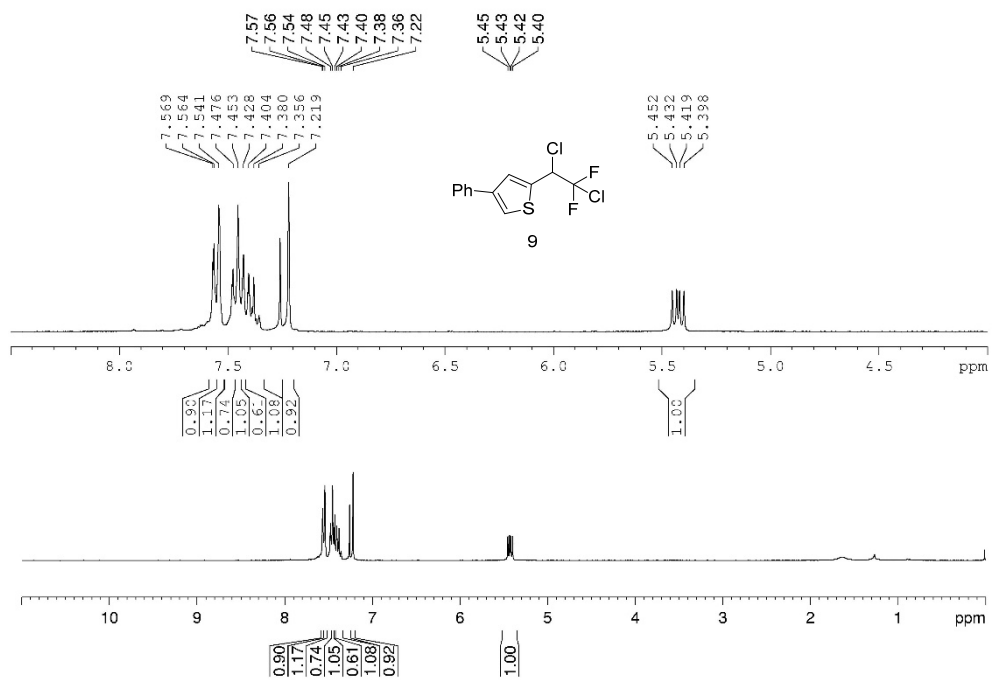 7.57 7.56 7.54 7.48 7.45 7.43 7.40 7.38 7.36 7.22 5.45 5.43 5.42 5.40
7.569 7.564 7.541 7.476 7.453 7.428 7.404 7.380 7.356 7.219 5.452 5.432 5.419 5.398
Cl
F
Ph S F Cl
9
8.0 7.5 7.0 6.5 6.0 5.5 5.0 4.5 ppm
0.90 1.17 0.74 1.05 0.61 1.08 0.92 1.00
10 9 8 7 6 5 4 3 2 1 ppm
0.90 1.17 0.74 1.05 0.61 1.08 0.92 1.00